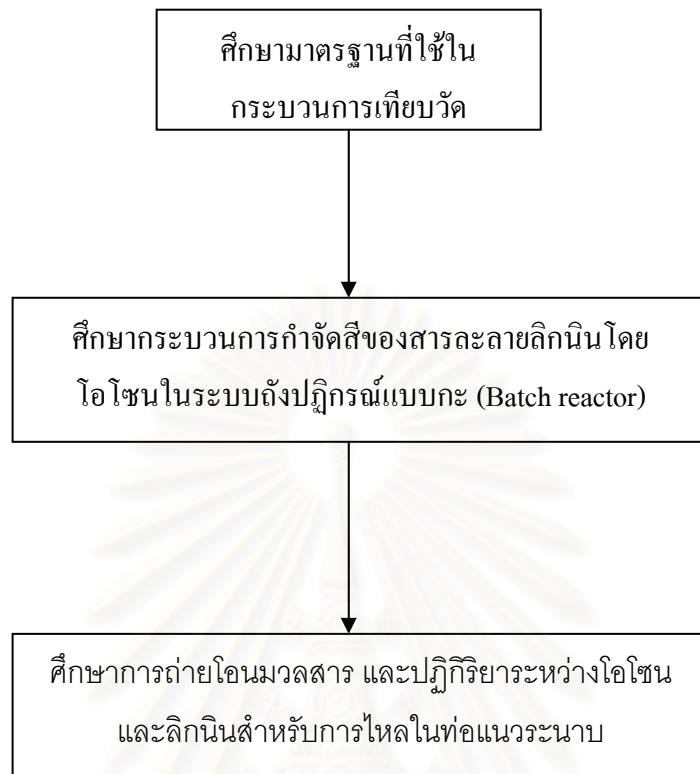 ศึกษามาตรฐานที่ใช้ใน
กระบวนการเทียบวัด
ศึกษากระบวนการกำจัดสีของสารละลายลิกนินโดย
โอโซนในระบบถังปฏิกรณ์แบบกะ (Batch reactor)
ศึกษาการถ่ายโอนมวลสาร และปฏิกิริยาระหว่างโอโซน
และลิกนินสำหรับการไหลในท่อแนวระนาบ